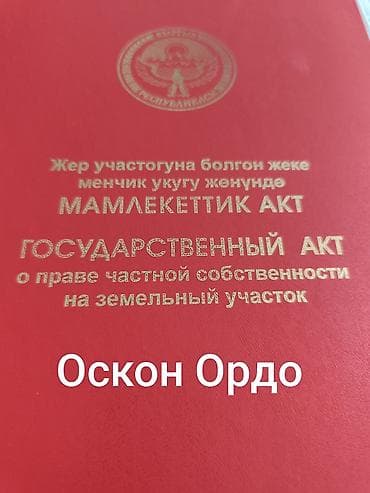 Жер участогуна болгон жеке
менчик укугу жөнүндө
МАМЛЕКЕТТИК АКТ
ГОСУДАРСТВЕННЫЙ АКТ
о праве частной собственности
на земельный участок
Оскон Ордо